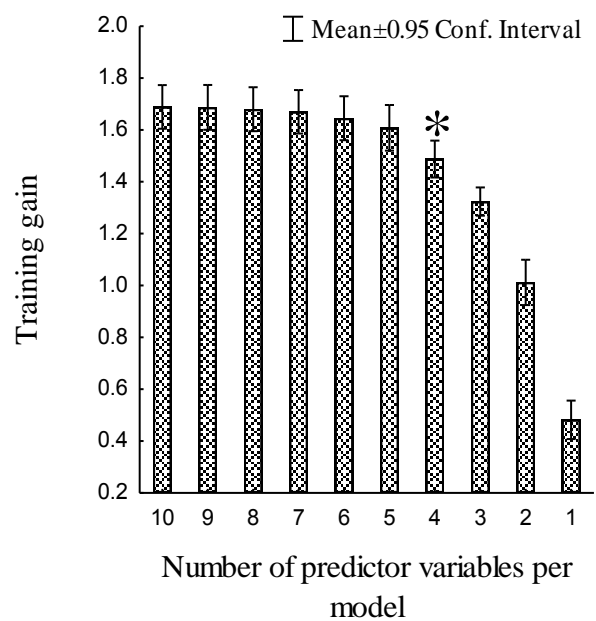 Mean±0.95 Conf. Interval
2.0
1.8
1.6
1.4
1.2
1.0
0.8
0.6
0.4
0.2
Training gain
*
10 9 8 7 6 5 4 3 2 1
Number of predictor variables per
model